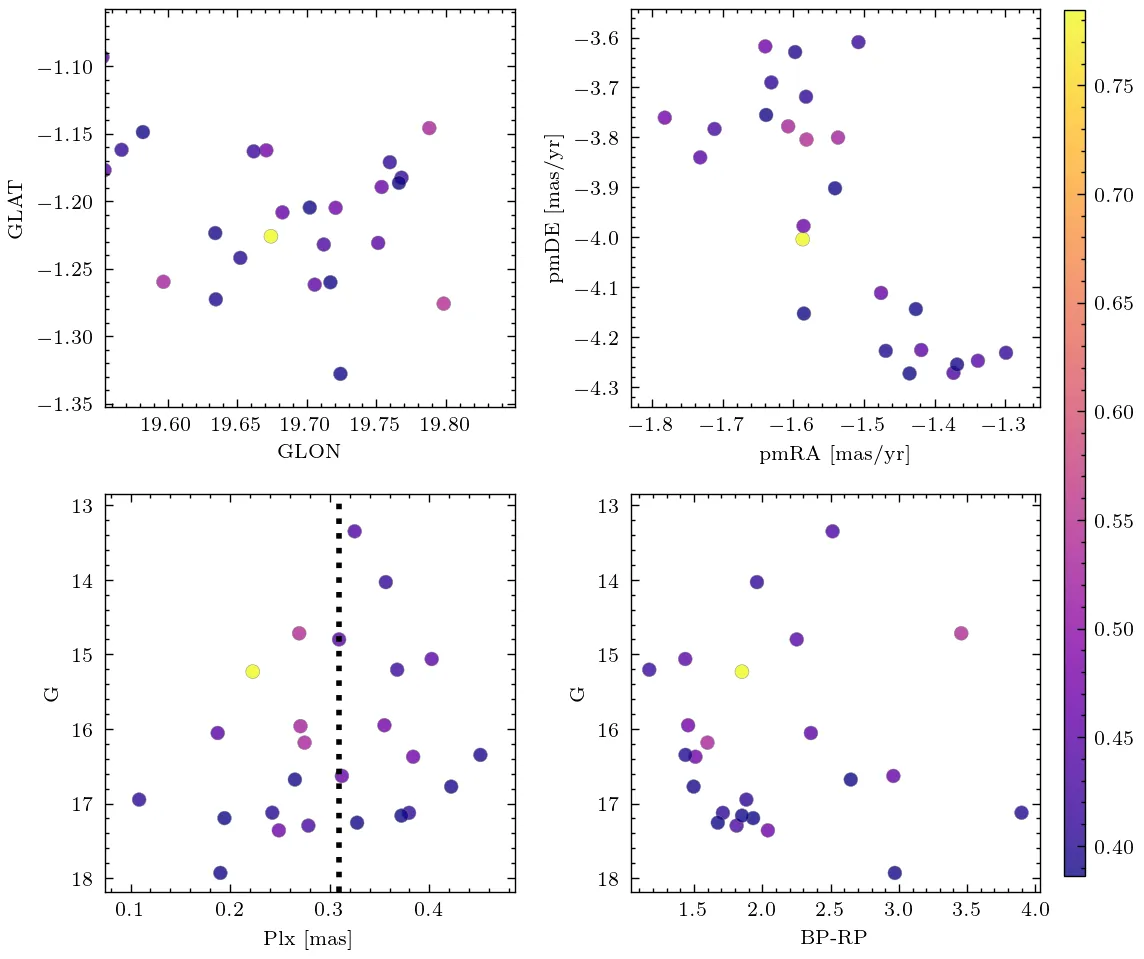 −1.10
−1.15
−1.20
−1.25
−1.30
−1.35
GLAT
19.60 19.65 19.70 19.75 19.80
GLON
−3.6
−3.7
−3.8
−3.9
−4.0
−4.1
−4.2
−4.3
pmDE [mas/yr]
−1.8 −1.7 −1.6 −1.5 −1.4 −1.3
pmRA [mas/yr]
13
14
15
16
17
18
G
0.1 0.2 0.3 0.4
Plx [mas]
13
14
15
16
17
18
G
1.5 2.0 2.5 3.0 3.5 4.0
BP-RP
0.75
0.70
0.65
0.60
0.55
0.50
0.45
0.40